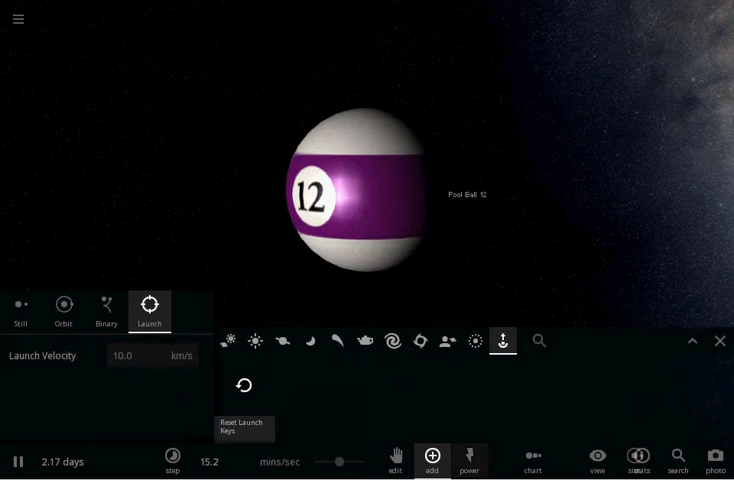 12
Pool Ball 12
Still
Orbit
Binary
Launch
Launch Velocity
10.0
km/s
Reset Launch
Keys
2.17 days
step
15.2
mins/sec
edit
add
power
chart
view
stats
search
photo